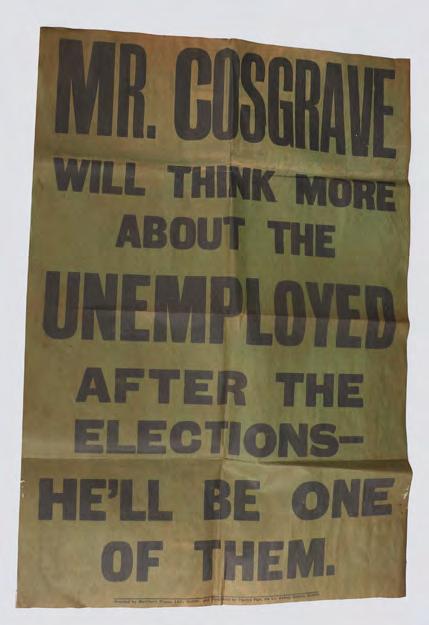 MR. COSGRAVE
WILL THINK MORE
ABOUT THE
UNEMPLOYED
AFTER THE
ELECTIONS–
HE'LL BE ONE
OF THEM.